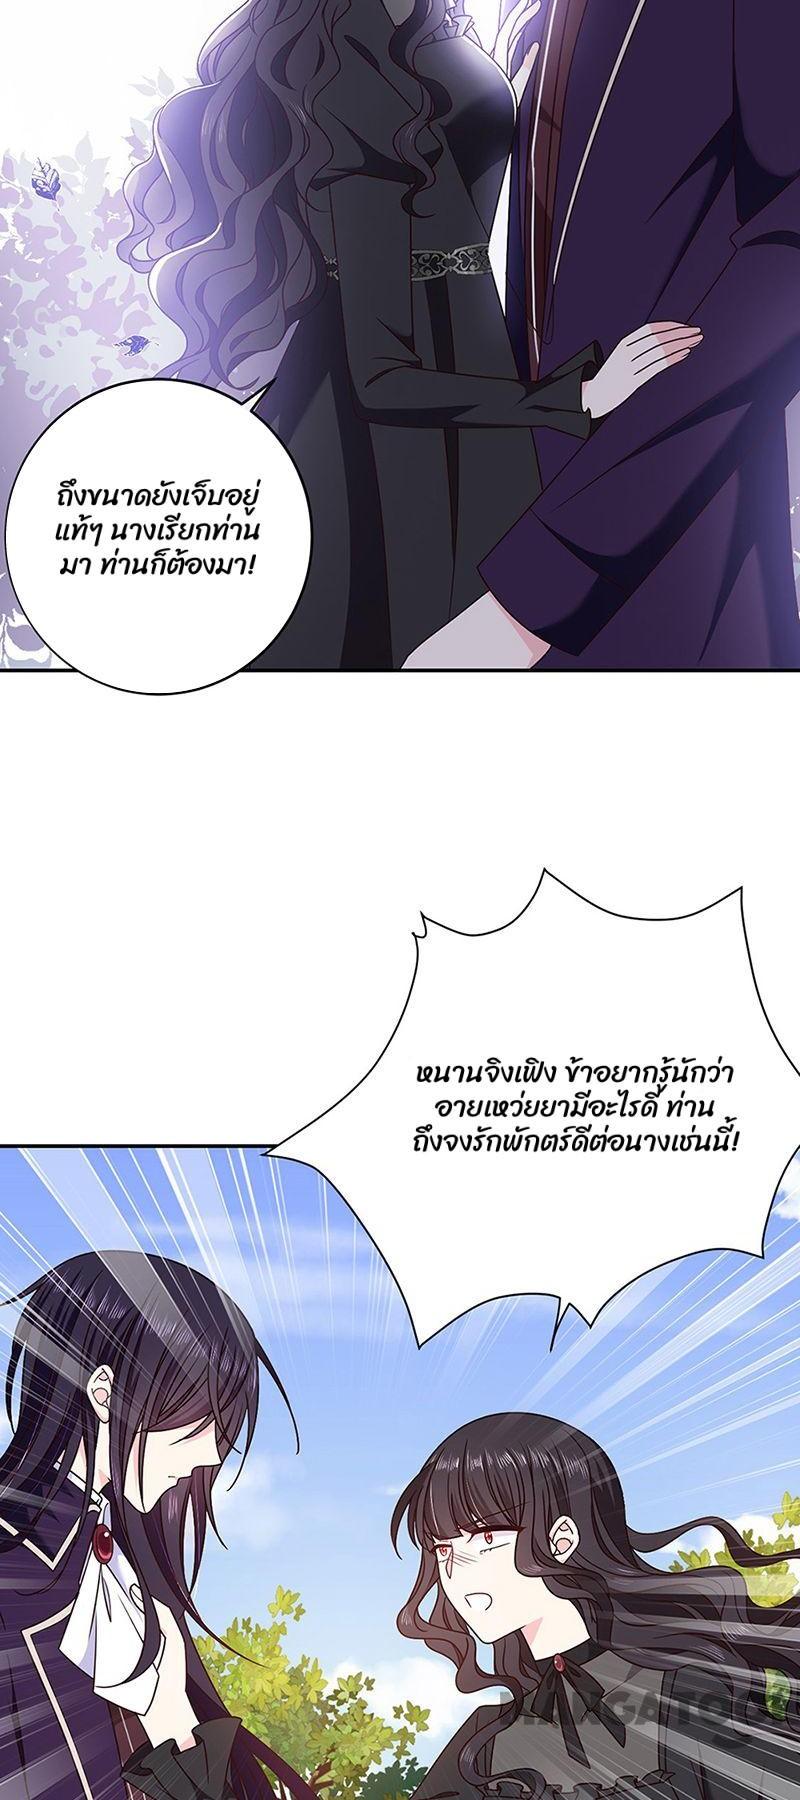 ถึงขนาดยังเจ็บอยู่
แท้ๆ นางเรียกท่าน
มา ท่านก็ต้องมา!
หนานจิงเฟิง ข้าอยากรู้นักว่า
อายเหว่ยยามีอะไรดี ท่าน
ถึงจงรักพักตร์ดีต่อนางเช่นนี้!
MANGATOON